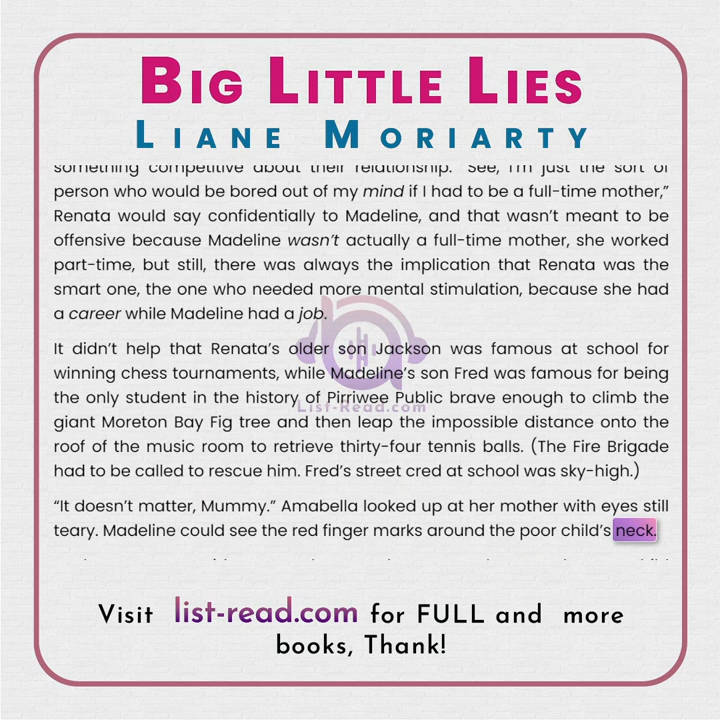 BIG LITTLE LIES
LIANE MORIARTY
something competitive about their relationship. “See, I’m just the sort of
person who would be bored out of my mind if I had to be a full-time mother,”
Renata would say confidentially to Madeline, and that wasn’t meant to be
offensive because Madeline wasn’t actually a full-time mother, she worked
part-time, but still, there was always the implication that Renata was the
smart one, the one who needed more mental stimulation, because she had
a career while Madeline had a job.
It didn’t help that Renata’s older son Jackson was famous at school for
winning chess tournaments, while Madeline’s son Fred was famous for being
the only student in the history of Pirriwee Public brave enough to climb the
giant Moreton Bay Fig tree and then leap the impossible distance onto the
roof of the music room to retrieve thirty-four tennis balls. (The Fire Brigade
had to be called to rescue him. Fred’s street cred at school was sky-high.)
“It doesn’t matter, Mummy.” Amabella looked up at her mother with eyes still
teary. Madeline could see the red finger marks around the poor child’s neck.
List-Read.com
Visit list-read.com for FULL and more
books, Thank!